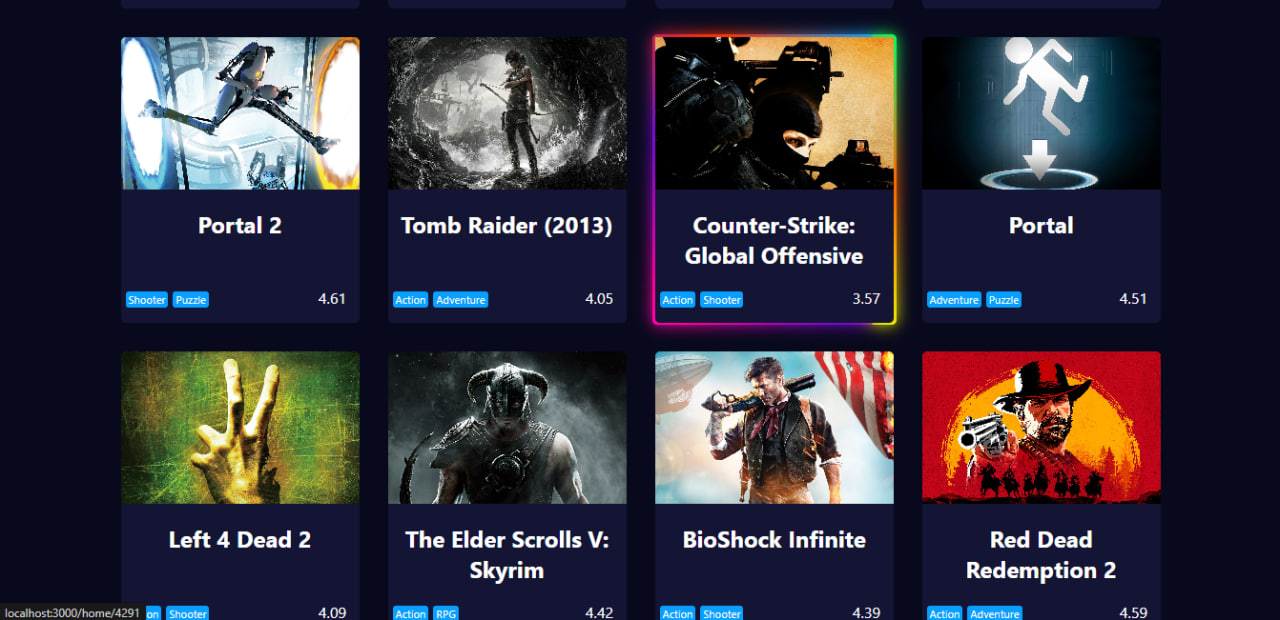 Portal 2
Shooter Puzzle 4.61
Tomb Raider (2013)
Action Adventure 4.05
Counter-Strike:
Global Offensive
Action Shooter 3.57
Portal
Adventure Puzzle 4.51
Left 4 Dead 2
on Shooter 4.09
The Elder Scrolls V:
Skyrim
Action RPG 4.42
BioShock Infinite
Action Shooter 4.39
Red Dead
Redemption 2
Action Adventure 4.59
localhost:3000/home/4291